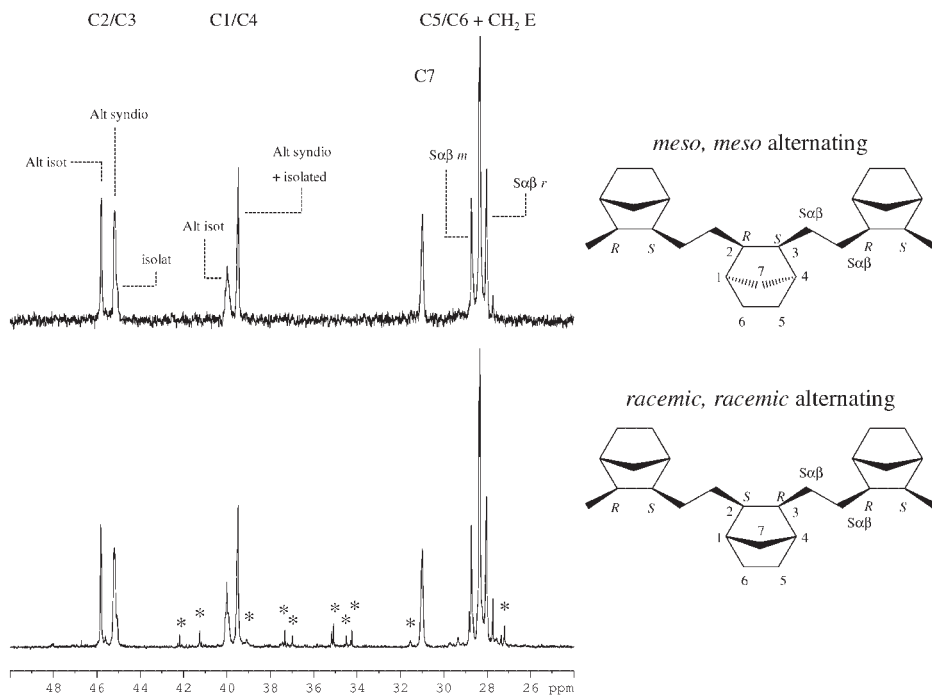 C2/C3
C1/C4
C5/C6 + CH₂ E
C7
Alt syndio
Alt isot
isolat
Alt syndio
+ isolated
Alt isot
Sαβ m
Sαβ r
meso, meso alternating
R
S
2
R
S
3
Sαβ
Sαβ
R
S
1
7
4
6
5
racemic, racemic alternating
R
S
2
S
R
3
Sαβ
Sαβ
R
S
1
7
4
6
5
* * * * * * * * * *
48 46 44 42 40 38 36 34 32 30 28 26 ppm